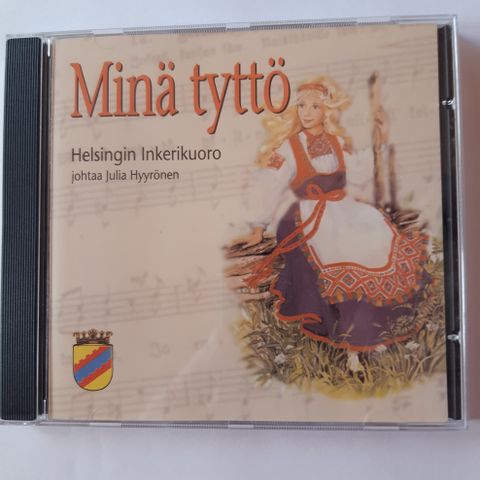 Minä tyttö
Helsingin Inkerikuoro
johtaa Julia Hyyrönen